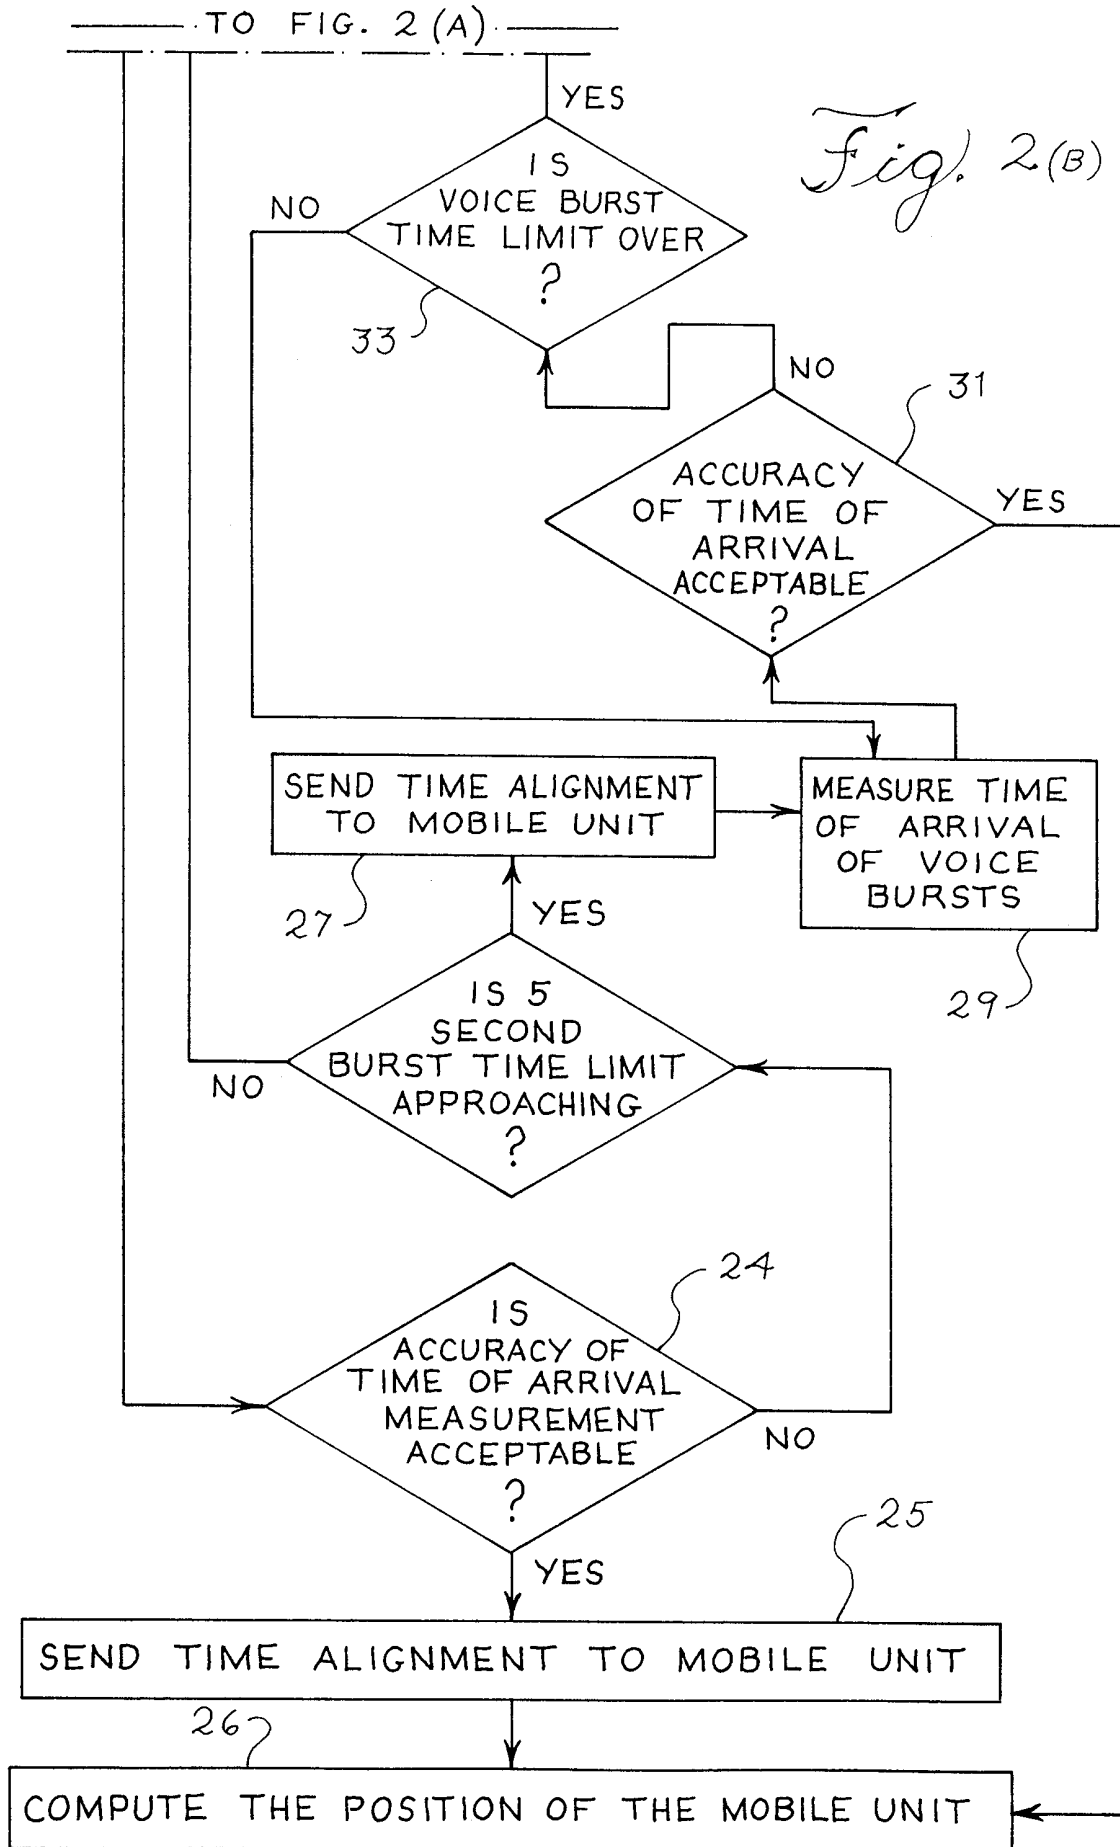 TO FIG. 2 (A)
YES
Fig. 2 (B)
IS
VOICE BURST
TIME LIMIT OVER
?
NO
33
NO
31
ACCURACY
OF TIME OF
ARRIVAL
ACCEPTABLE
?
YES
SEND TIME ALIGNMENT
TO MOBILE UNIT
MEASURE TIME
OF ARRIVAL
OF VOICE
BURSTS
27
YES
29
IS 5
SECOND
BURST TIME LIMIT
APPROACHING
?
NO
24
IS
ACCURACY OF
TIME OF ARRIVAL
MEASUREMENT
ACCEPTABLE
?
NO
YES
25
SEND TIME ALIGNMENT TO MOBILE UNIT
26
COMPUTE THE POSITION OF THE MOBILE UNIT